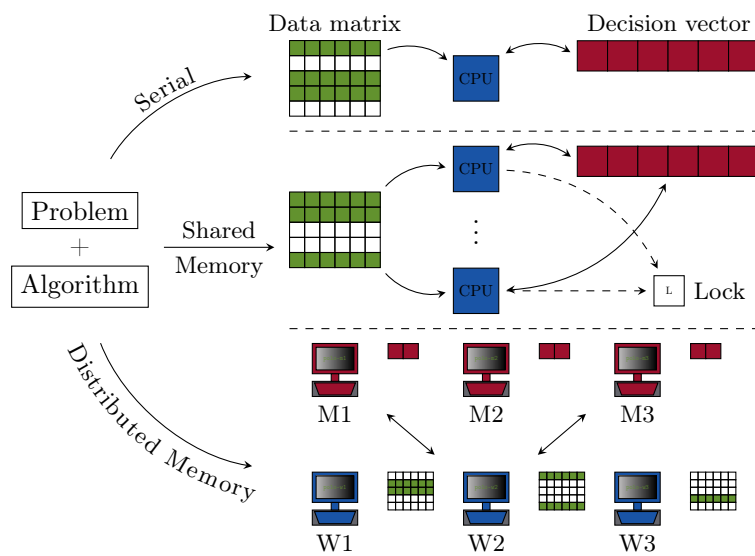 Data matrix
Decision vector
Serial
CPU
CPU
Problem
+
Algorithm
Shared
Memory
⋮
CPU
L
Lock
Distributed Memory
M1
M2
M3
W1
W2
W3